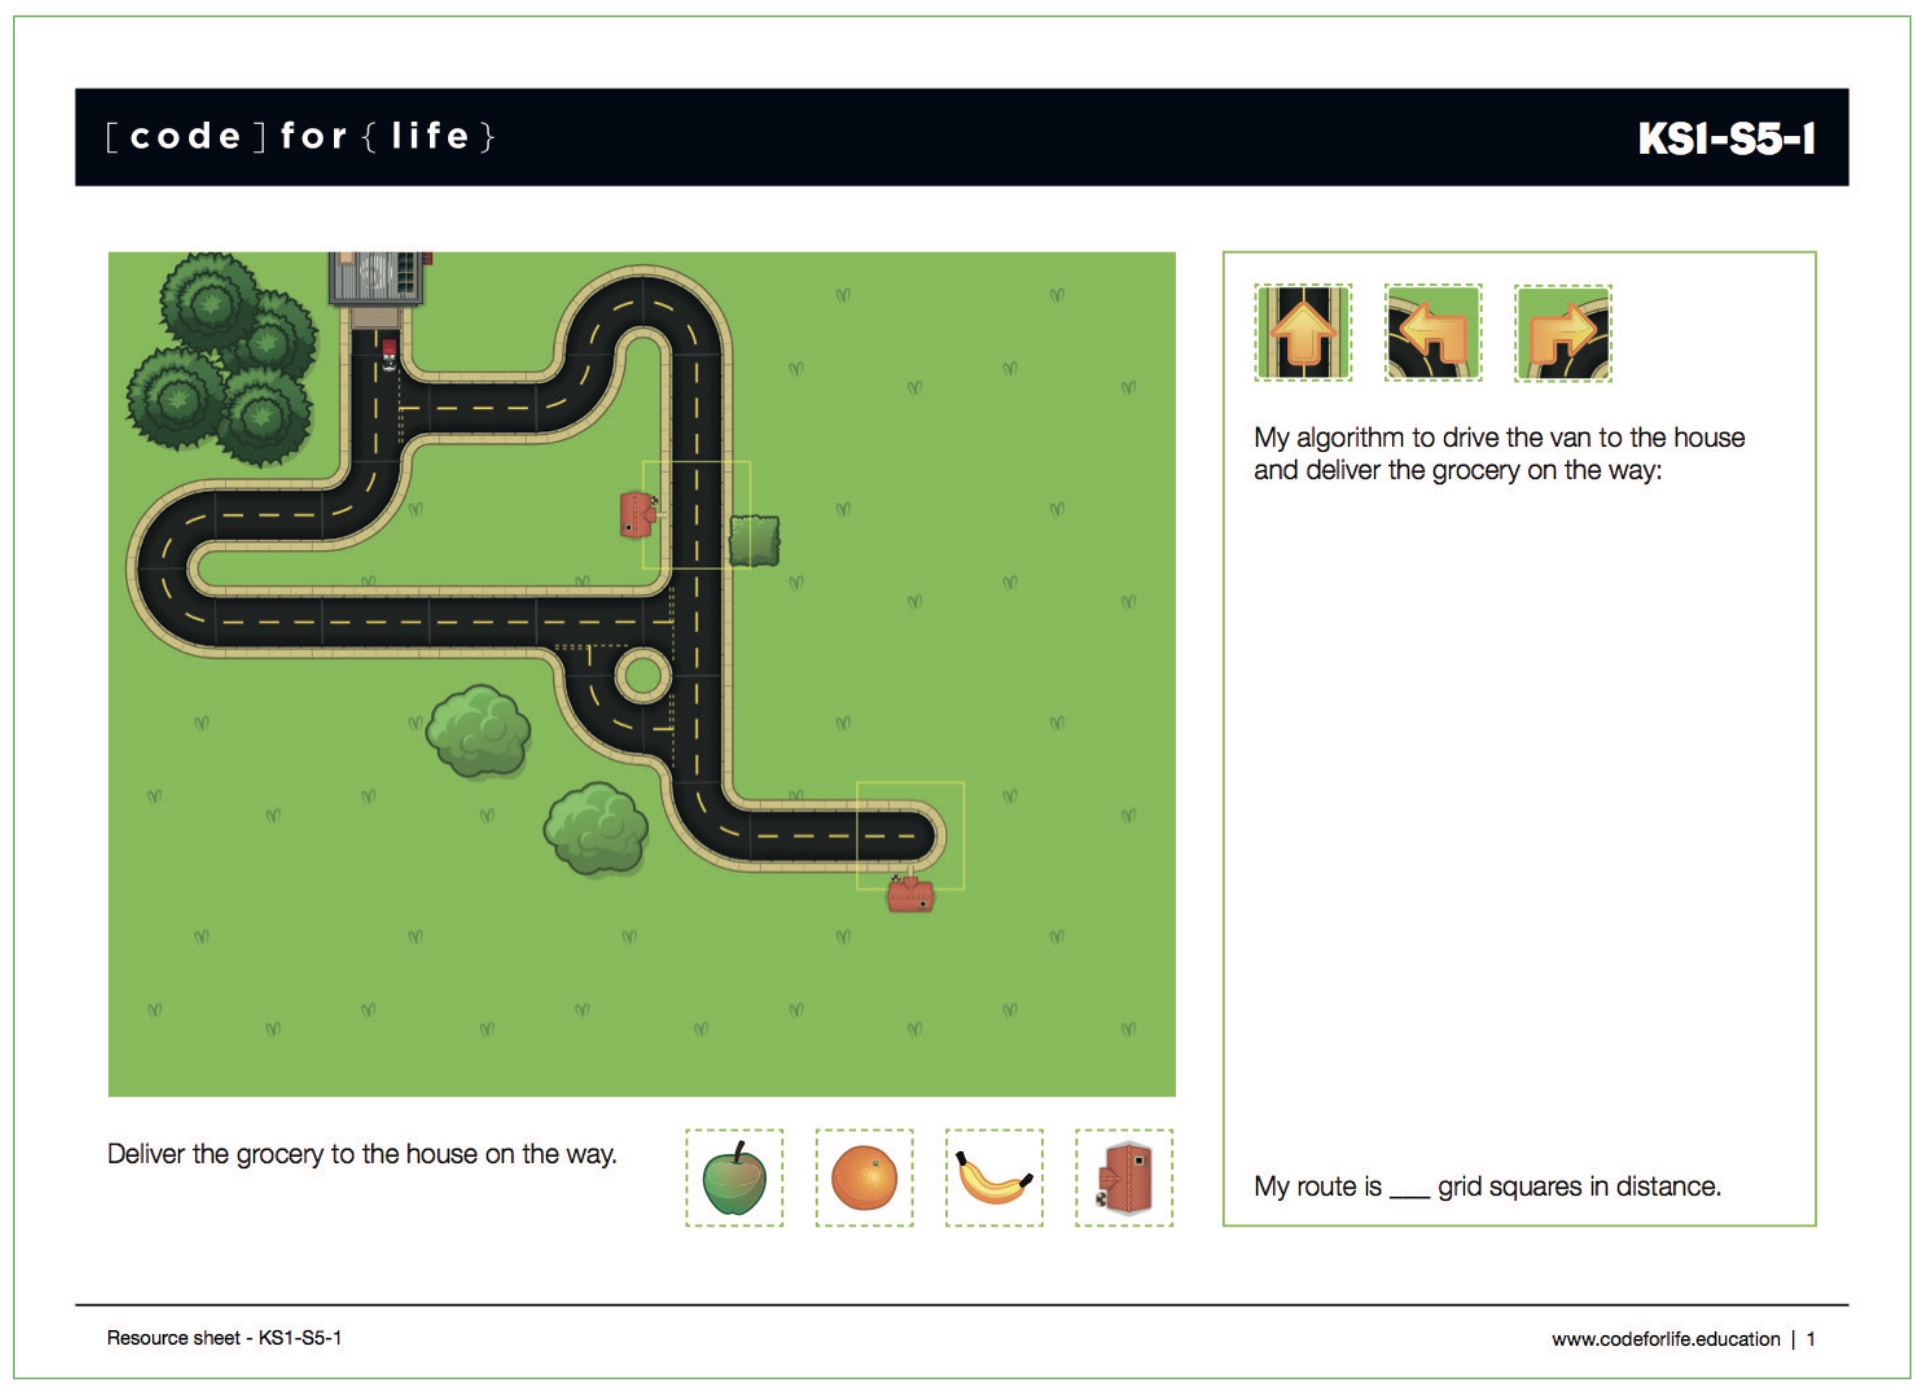 [code] for {life}
KS1-S5-1
My algorithm to drive the van to the house
and deliver the grocery on the way:
Deliver the grocery to the house on the way.
My route is ___ grid squares in distance.
Resource sheet - KS1-S5-1
www.codeforlife.education | 1